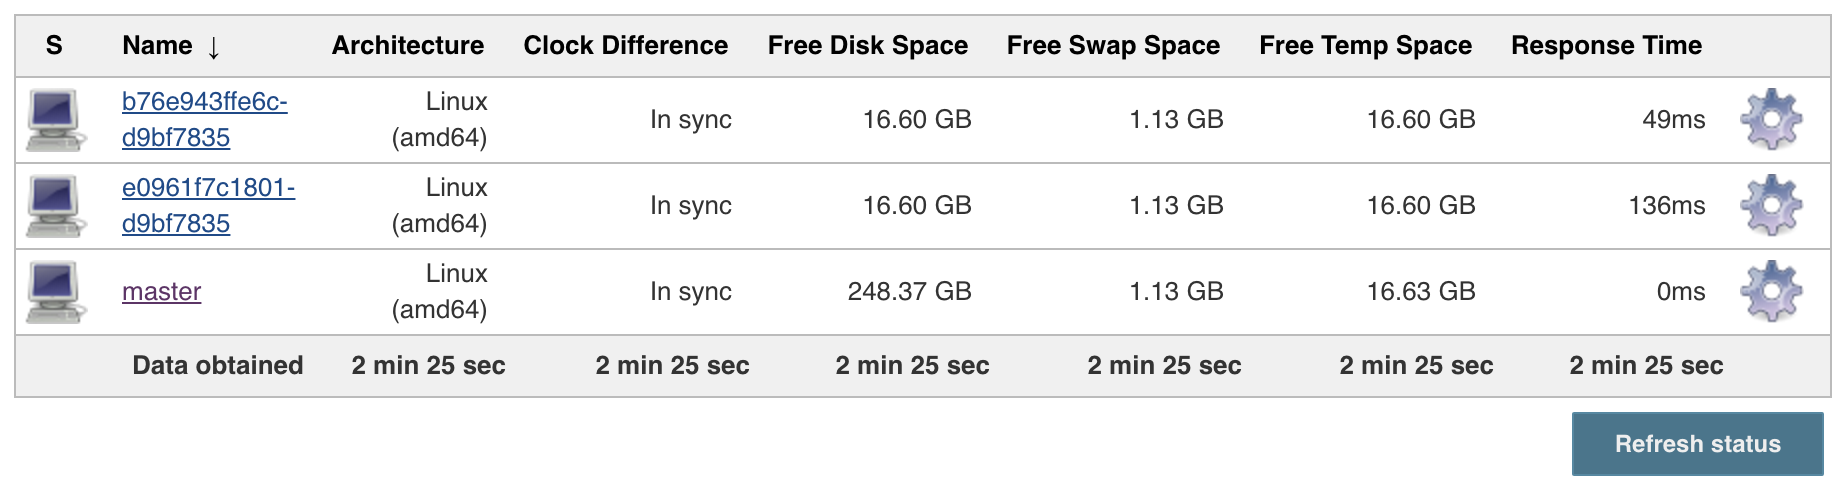 S Name ↓ Architecture Clock Difference Free Disk Space Free Swap Space Free Temp Space Response Time
b76e943ffe6c-
d9bf7835
Linux
(amd64)
In sync 16.60 GB 1.13 GB 16.60 GB 49ms
e0961f7c1801-
d9bf7835
Linux
(amd64)
In sync 16.60 GB 1.13 GB 16.60 GB 136ms
master
Linux
(amd64)
In sync 248.37 GB 1.13 GB 16.63 GB 0ms
Data obtained 2 min 25 sec 2 min 25 sec 2 min 25 sec 2 min 25 sec 2 min 25 sec 2 min 25 sec
Refresh status